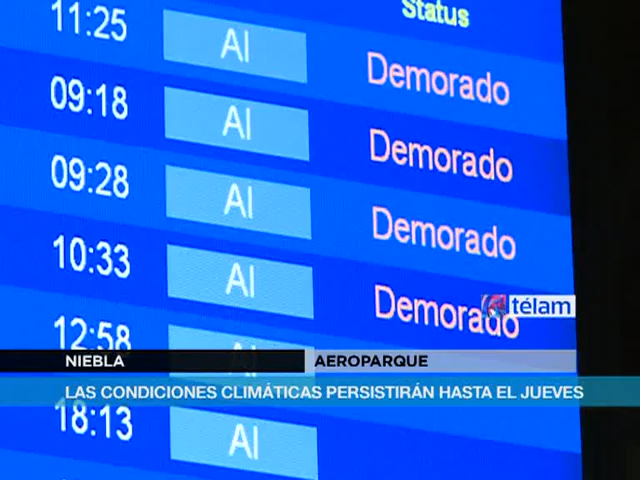 Status
11:25 AI Demorado
09:18 AI Demorado
09:28 AI Demorado
10:33 AI Demorado
télam
12:58 AI
NIEBLA AEROPARQUE
LAS CONDICIONES CLIMÁTICAS PERSISTIRÁN HASTA EL JUEVES
18:13 AI